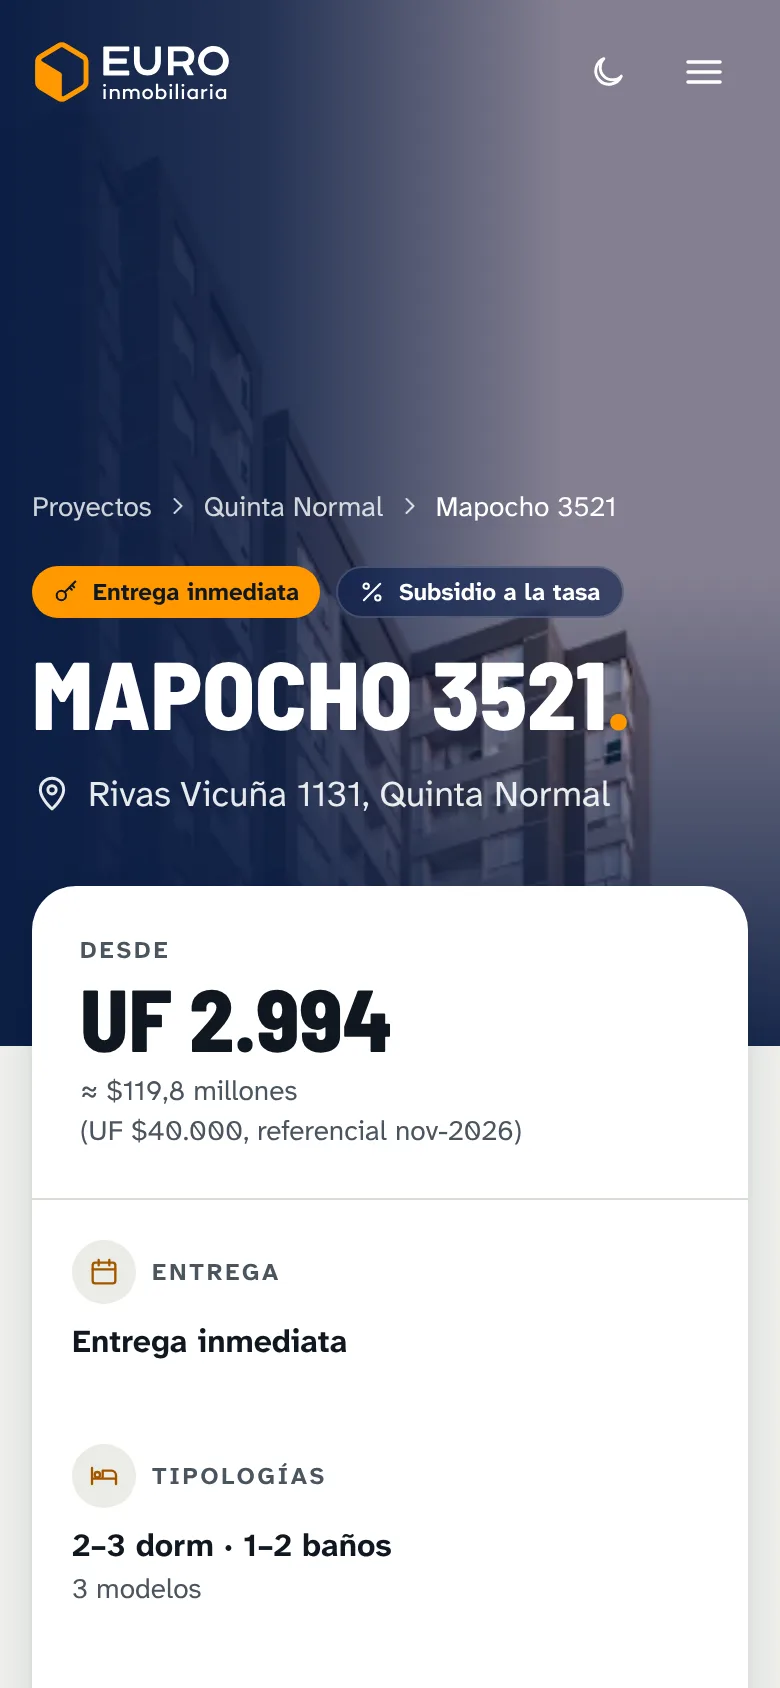 EURO
inmobiliaria
Proyectos > Quinta Normal > Mapocho 3521
Entrega inmediata
Subsidio a la tasa
MAPOCHO 3521.
Rivas Vicuña 1131, Quinta Normal
DESDE
UF 2.994
≈ $119,8 millones
(UF $40.000, referencial nov-2026)
ENTREGA
Entrega inmediata
TIPOLOGÍAS
2–3 dorm · 1–2 baños
3 modelos